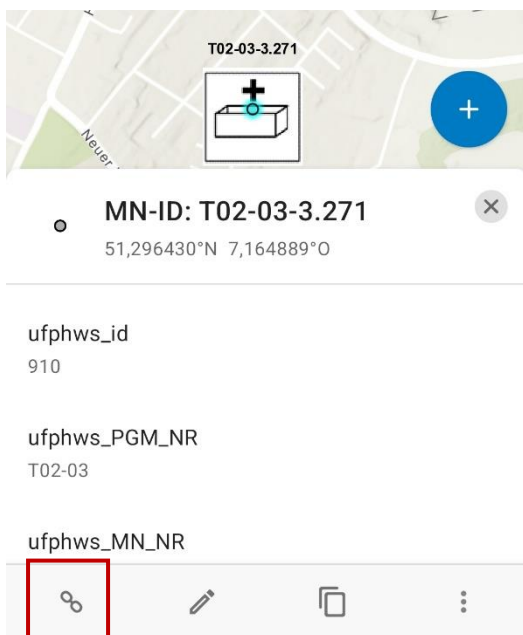 T02-03-3.271
+
Neuer
MN-ID: T02-03-3.271
51,296430°N 7,164889°O
ufphws_id
910
ufphws_PGM_NR
T02-03
ufphws_MN_NR